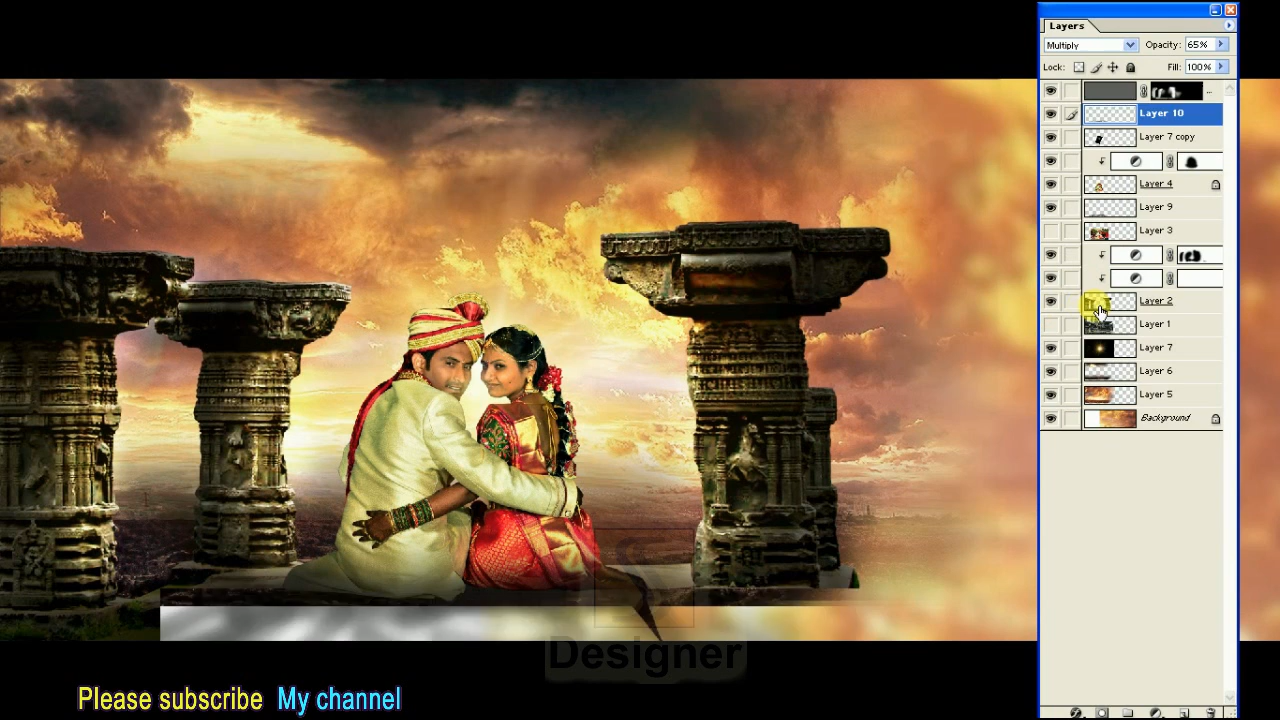 Layers
Multiply Opacity: 65%
Lock: Fill: 100%
...
Layer 10
Layer 7 copy
Layer 4
Layer 9
Layer 3
Layer 2
Layer 1
Layer 7
Layer 6
Layer 5
Background
Designer
Please subscribe My channel